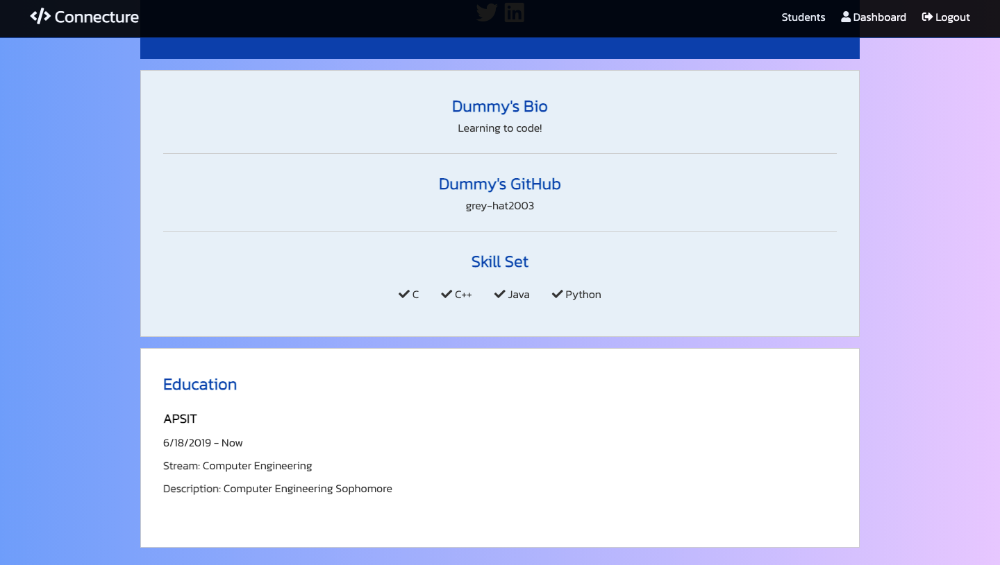 </> Connecture Students Dashboard Logout
Dummy's Bio
Learning to code!
Dummy's GitHub
grey-hat2003
Skill Set
C C++ Java Python
Education
APSIT
6/18/2019 - Now
Stream: Computer Engineering
Description: Computer Engineering Sophomore